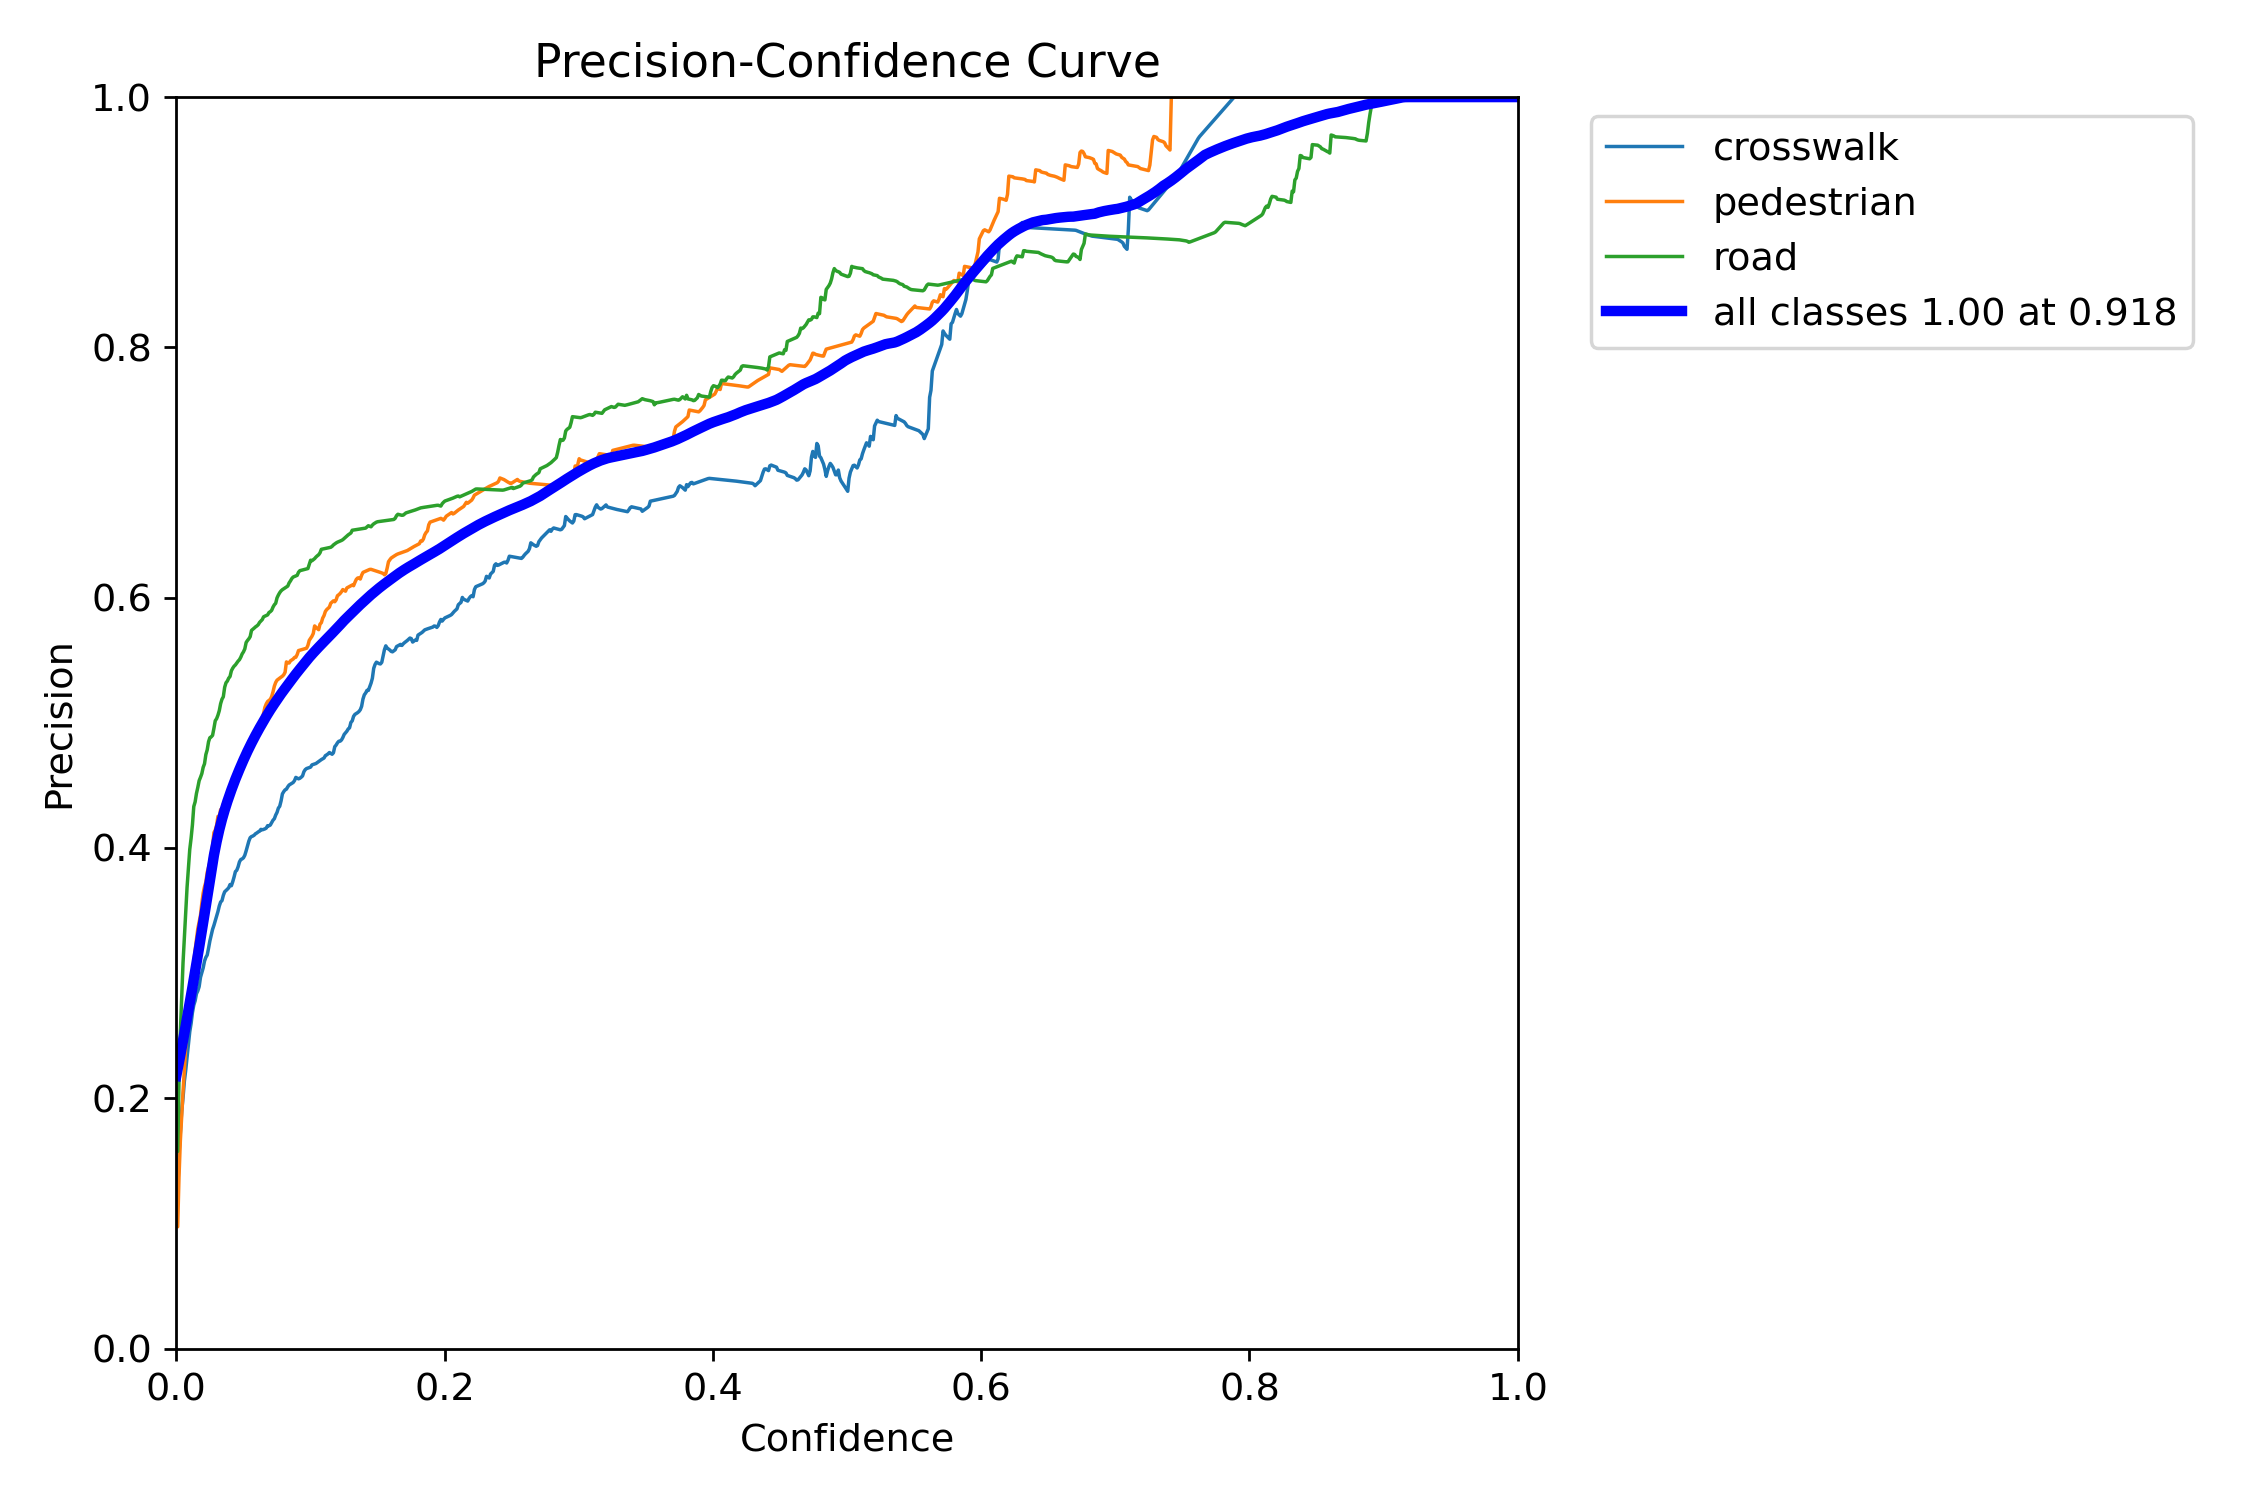 Precision-Confidence Curve
1.0
0.8
0.6
0.4
0.2
0.0
Precision
0.0 0.2 0.4 0.6 0.8 1.0
Confidence
crosswalk
pedestrian
road
all classes 1.00 at 0.918